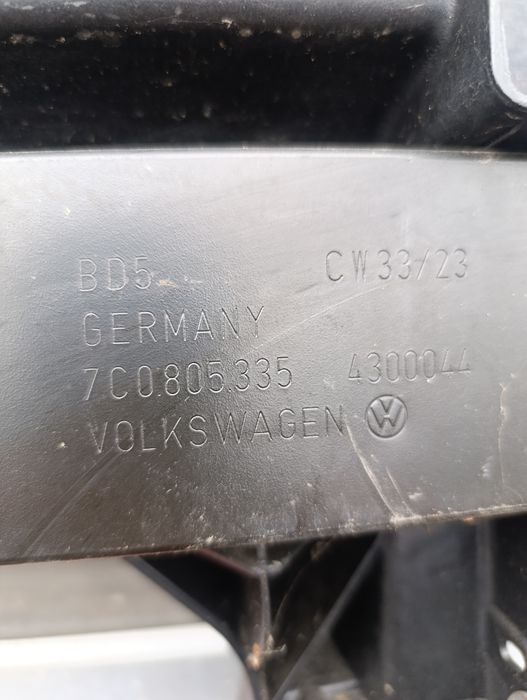 BD5 CW33/23
GERMANY
7C0.805.335 4300044
VOLKSWAGEN